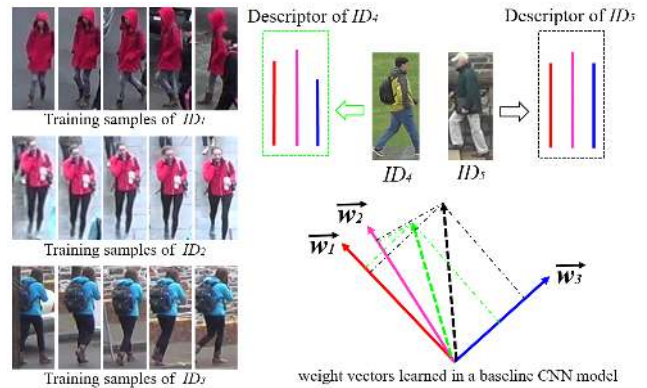 Training samples of ID1
Training samples of ID2
Training samples of ID3
Descriptor of ID4
Descriptor of ID5
ID4
ID5
w1
w2
w3
weight vectors learned in a baseline CNN model